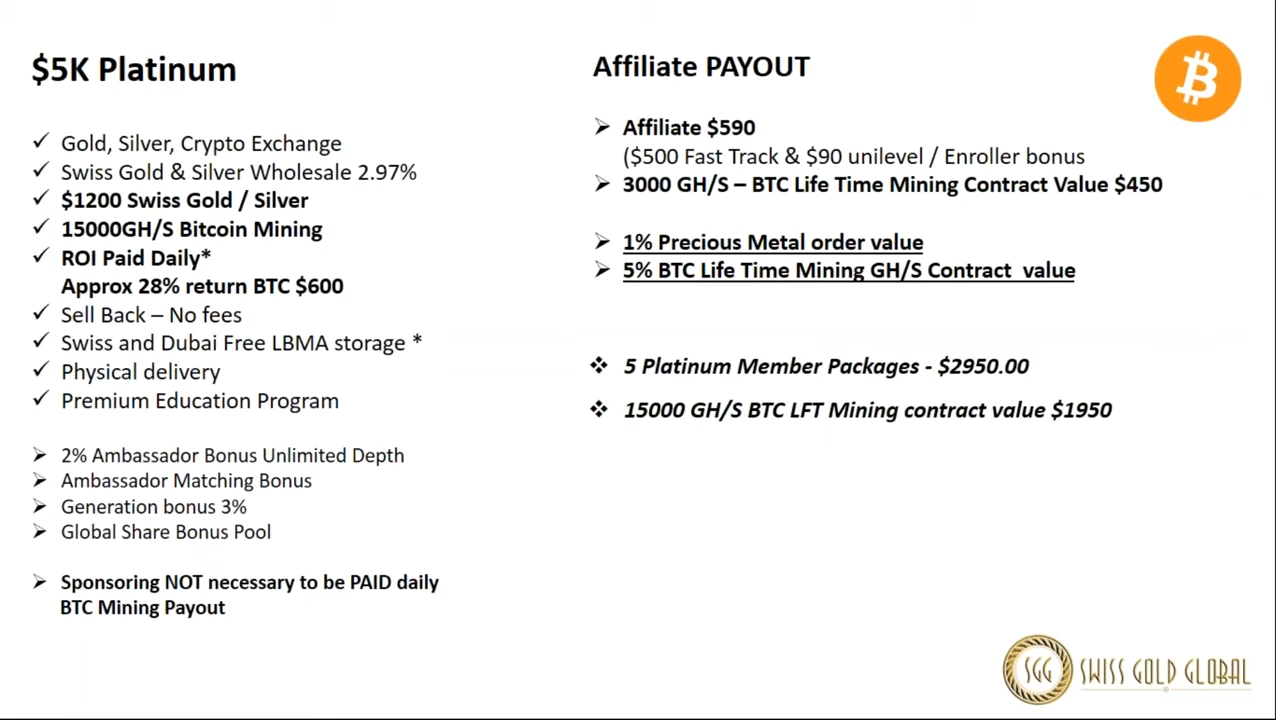 $5K Platinum
Gold, Silver, Crypto Exchange
Swiss Gold & Silver Wholesale 2.97%
$1200 Swiss Gold / Silver
15000GH/S Bitcoin Mining
ROI Paid Daily*
Approx 28% return BTC $600
Sell Back – No fees
Swiss and Dubai Free LBMA storage *
Physical delivery
Premium Education Program
2% Ambassador Bonus Unlimited Depth
Ambassador Matching Bonus
Generation bonus 3%
Global Share Bonus Pool
Sponsoring NOT necessary to be PAID daily
BTC Mining Payout
Affiliate PAYOUT
Affiliate $590
($500 Fast Track & $90 unilevel / Enroller bonus
3000 GH/S – BTC Life Time Mining Contract Value $450
1% Precious Metal order value
5% BTC Life Time Mining GH/S Contract  value
5 Platinum Member Packages - $2950.00
15000 GH/S BTC LFT Mining contract value $1950
SGG SWISS GOLD GLOBAL